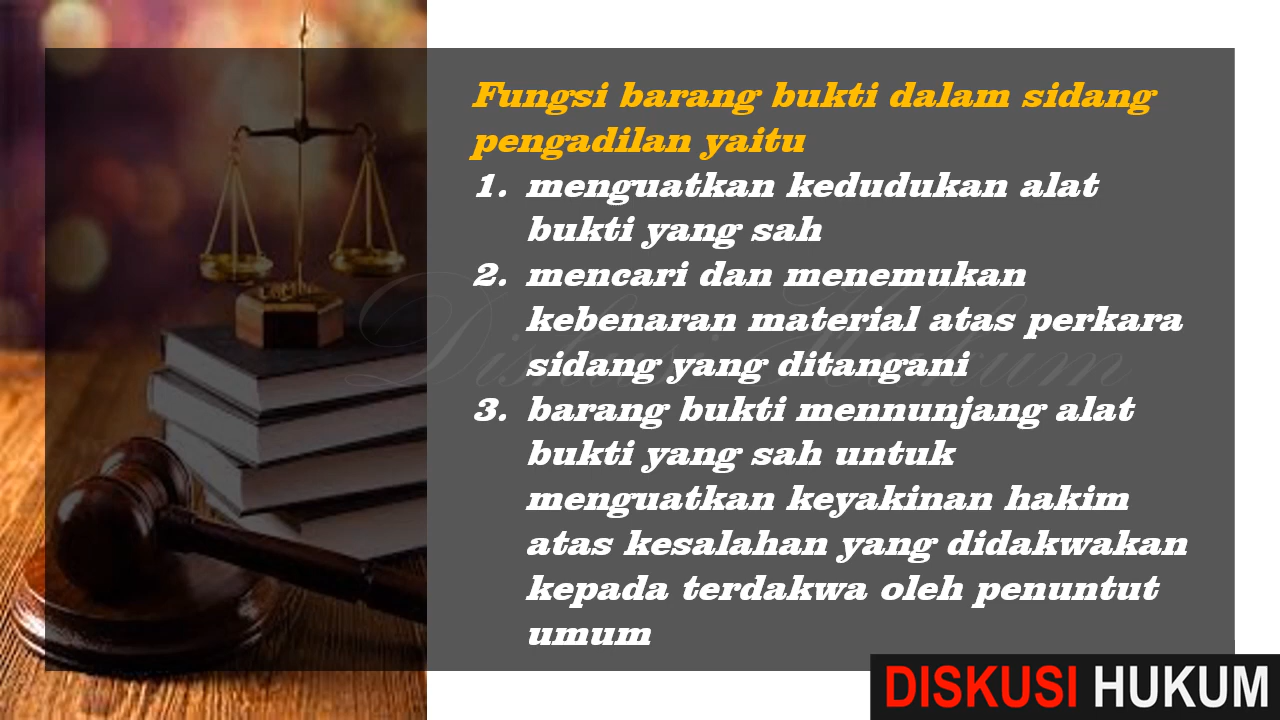 Fungsi barang bukti dalam sidang
pengadilan yaitu
1. menguatkan kedudukan alat
bukti yang sah
2. mencari dan menemukan
kebenaran material atas perkara
sidang yang ditangani
3. barang bukti mennunjang alat
bukti yang sah untuk
menguatkan keyakinan hakim
atas kesalahan yang didakwakan
kepada terdakwa oleh penuntut
umum
Diskusi Hukum
DISKUSI HUKUM